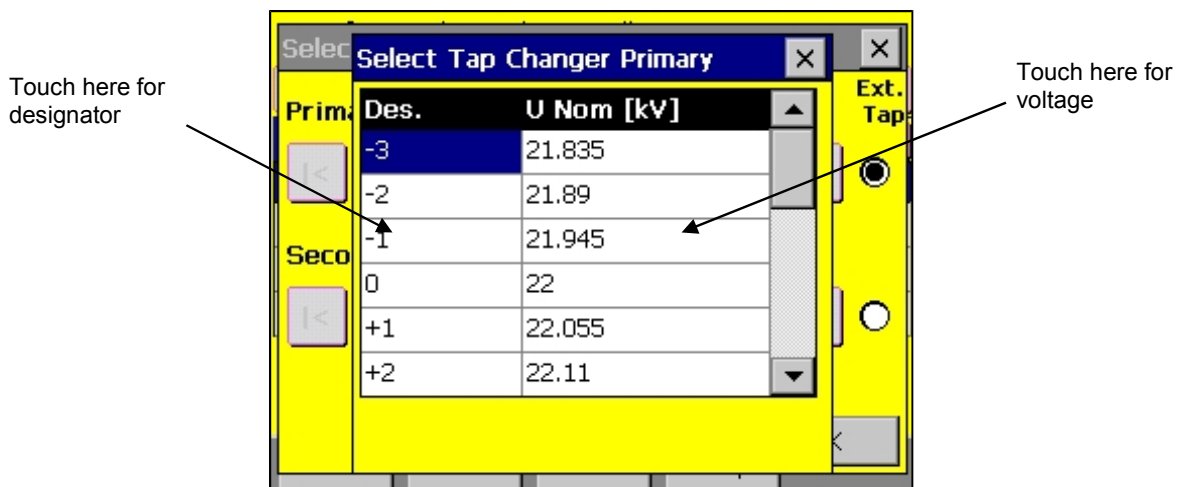 Touch here for
designator
Touch here for
voltage
Selec
Select Tap Changer Primary
Ext.
Tap
Prim
Des. U Nom [kV]
-3 21.835
-2 21.89
-1 21.945
Seco
0 22
+1 22.055
+2 22.11
|<
|<